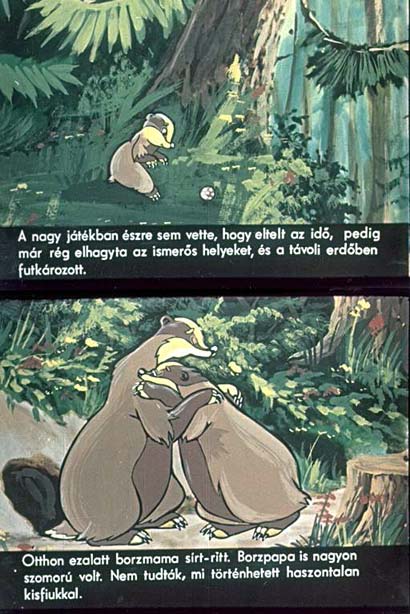 A nagy játékban észre sem vette, hogy eltelt az idő, pedig
már rég elhagyta az ismerős helyeket, és a távoli erdőben
futkározott.
Otthon ezalatt borzmama sírt-rítt. Borzpapa is nagyon
szomorú volt. Nem tudták, mi történhetett haszontalan
kisfiukkal.